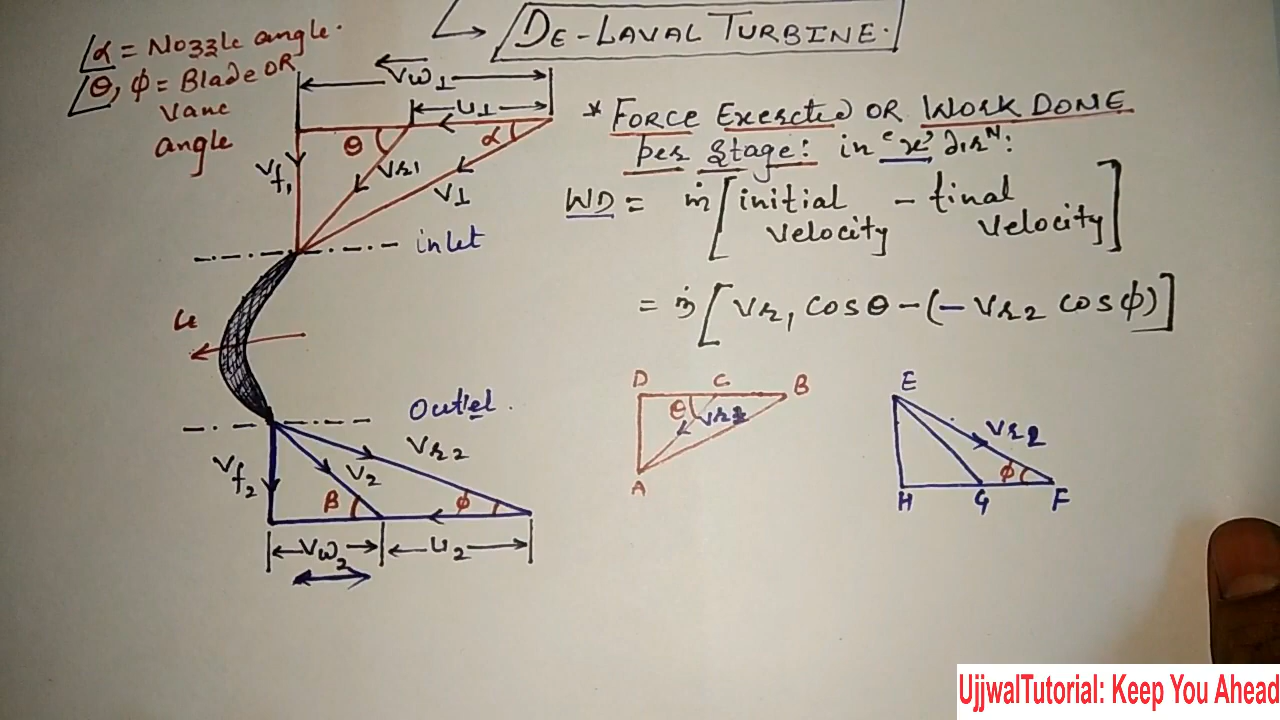 DE-LAVAL TURBINE.
α = Nozzle angle.
θ, φ = Blade OR
Vane
angle
Vw1
u1
θ
α
Vf1
Vr1
V1
inlet
u
Outlet.
Vf2
Vr2
V2
β
φ
Vw2
u2
* FORCE Exercted OR WORK DONE
per stage: in 'x' dirN:
WD = ṁ [initial velocity - final velocity]
= ṁ [Vr1 cosθ - (-Vr2 cosφ)]
D C B
θ
A
E
Vr2
φ
H G F
UjjwalTutorial: Keep You Ahead